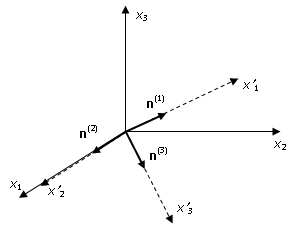 x₃
n⁽¹⁾
x′₁
n⁽²⁾
x₂
n⁽³⁾
x₁
x′₂
x′₃